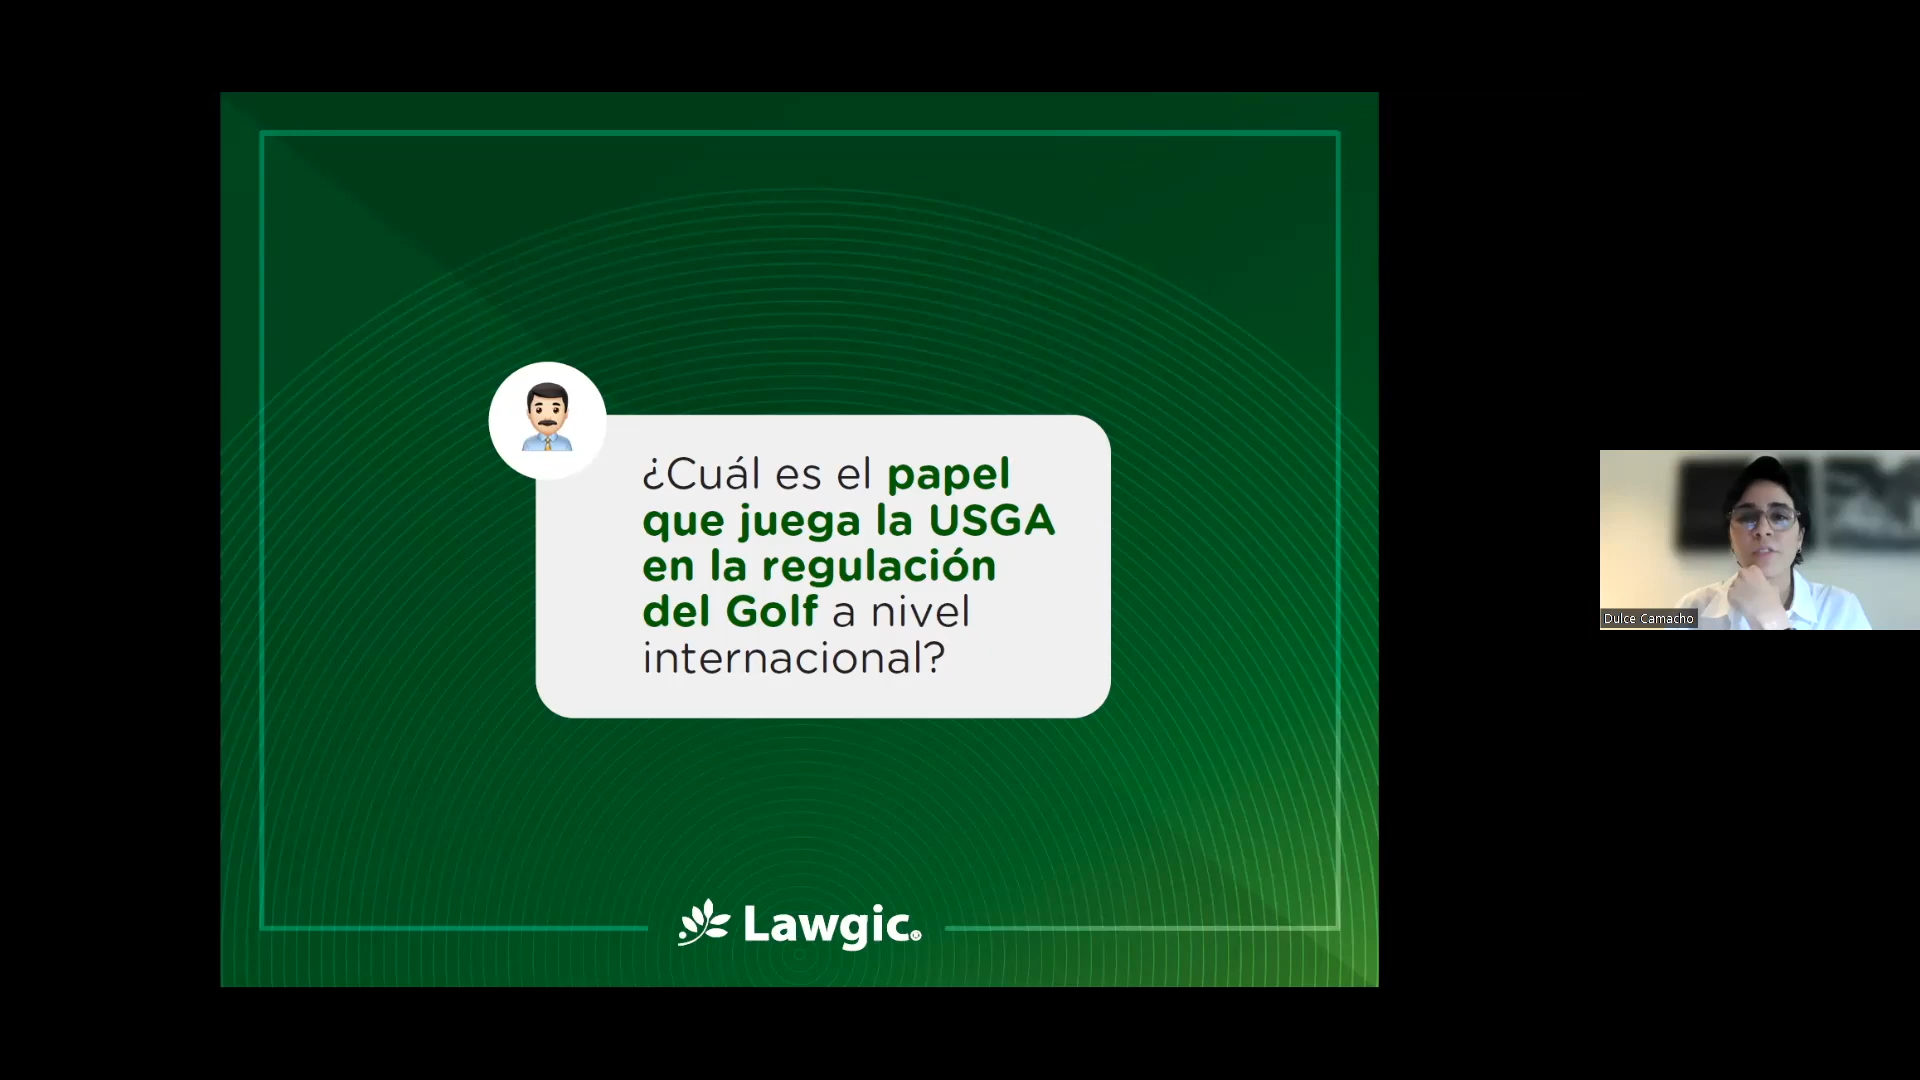 ¿Cuál es el papel
que juega la USGA
en la regulación
del Golf a nivel
internacional?
Lawgic®
Dulce Camacho